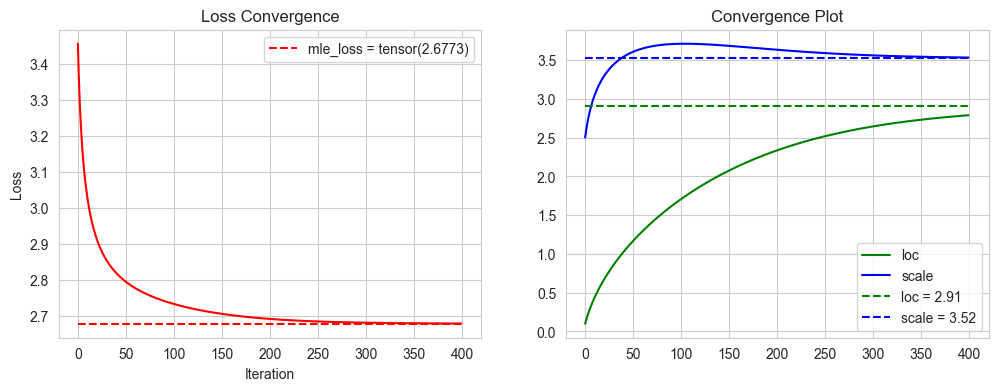 Loss Convergence
mle_loss = tensor(2.6773)
3.4
3.3
3.2
3.1
3.0
2.9
2.8
2.7
Loss
0 50 100 150 200 250 300 350 400
Iteration
Convergence Plot
3.5
3.0
2.5
2.0
1.5
1.0
0.5
0.0
loc
scale
loc = 2.91
scale = 3.52
0 50 100 150 200 250 300 350 400